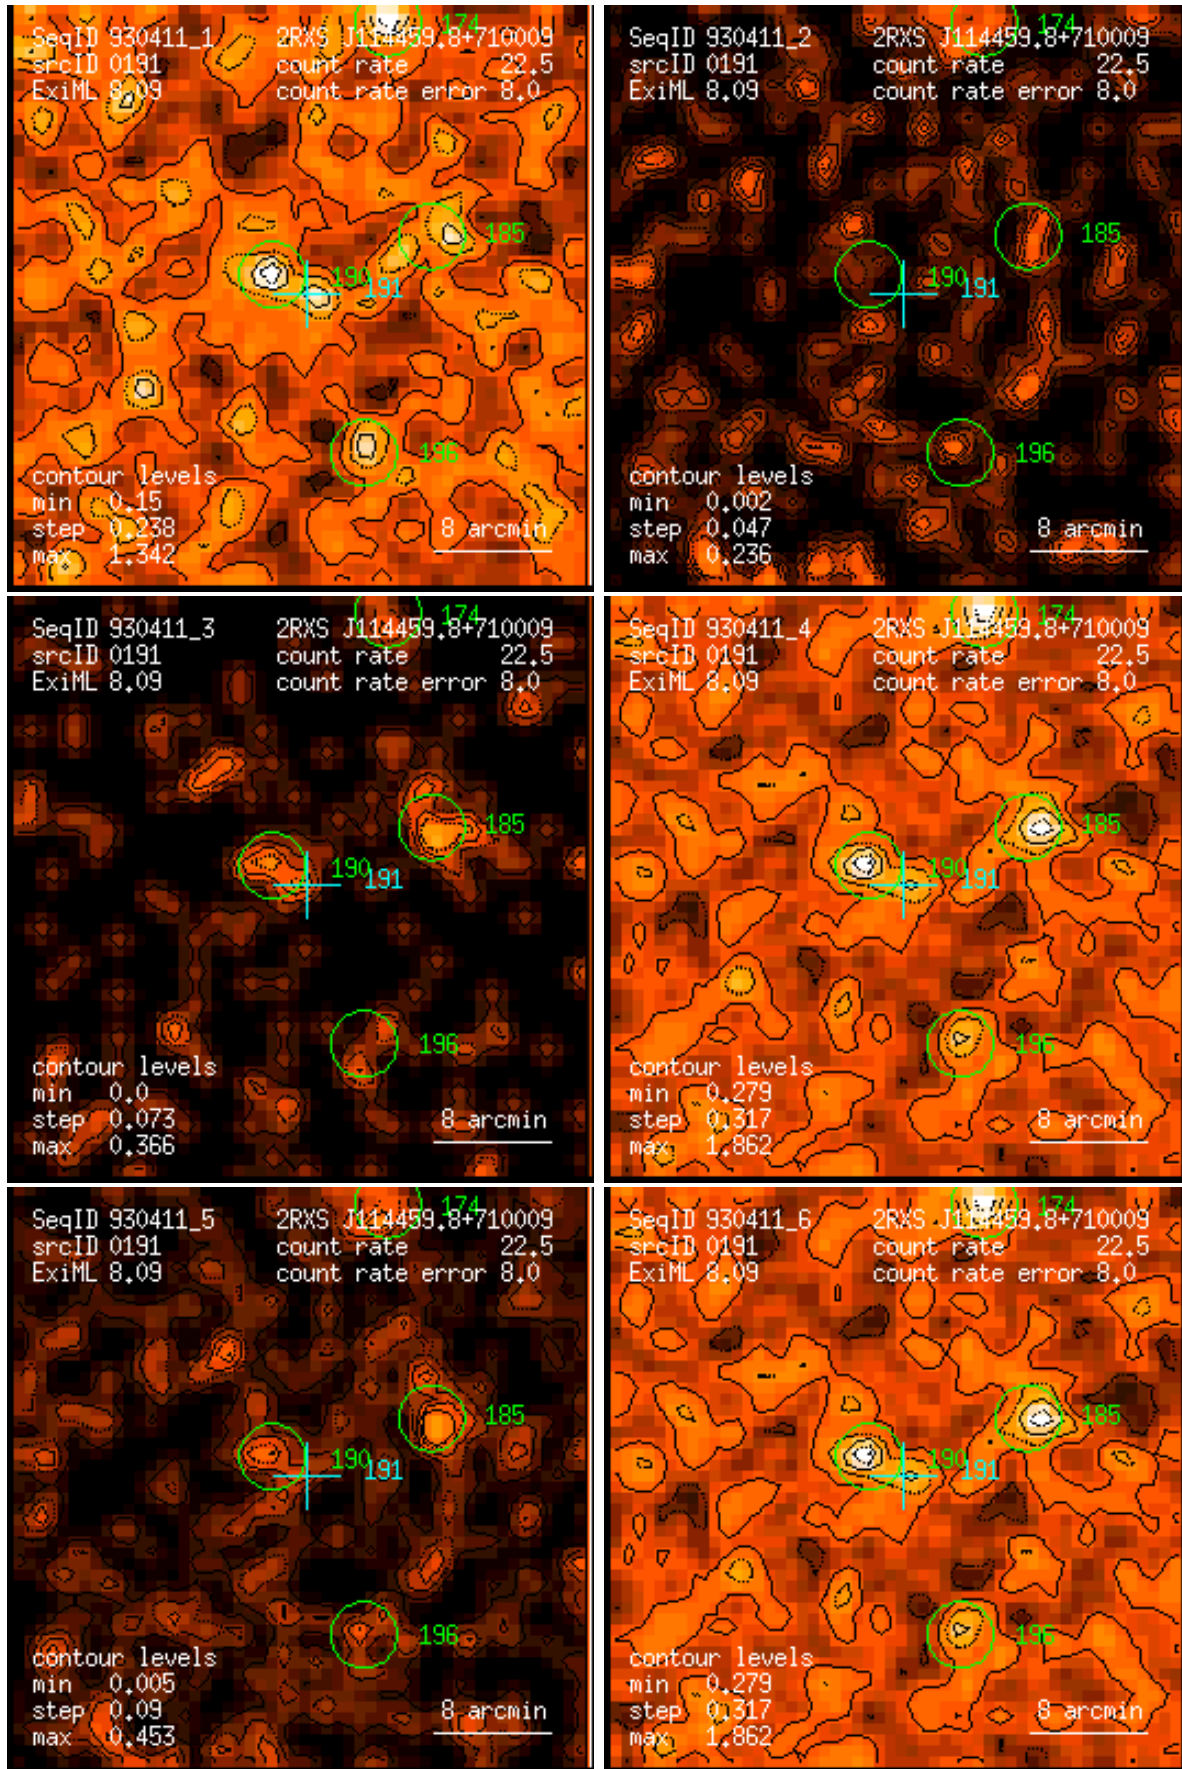 174
SeqID 930411_1 2RXS J114459.8+710009
srcID 0191 count rate 22.5
ExiML 8.09 count rate error 8.0
185
190
191
196
contour levels
min 0.15
step 0.238 8 arcmin
max 1.342
174
SeqID 930411_2 2RXS J114459.8+710009
srcID 0191 count rate 22.5
ExiML 8.09 count rate error 8.0
185
190
191
196
contour levels
min 0.002
step 0.047 8 arcmin
max 0.236
174
SeqID 930411_3 2RXS J114459.8+710009
srcID 0191 count rate 22.5
ExiML 8.09 count rate error 8.0
185
190
191
196
contour levels
min 0.0
step 0.073 8 arcmin
max 0.366
174
SeqID 930411_4 2RXS J114459.8+710009
srcID 0191 count rate 22.5
ExiML 8.09 count rate error 8.0
185
190
191
196
contour levels
min 0.279
step 0.317 8 arcmin
max 1.862
174
SeqID 930411_5 2RXS J114459.8+710009
srcID 0191 count rate 22.5
ExiML 8.09 count rate error 8.0
185
190
191
196
contour levels
min 0.005
step 0.09 8 arcmin
max 0.453
174
SeqID 930411_6 2RXS J114459.8+710009
srcID 0191 count rate 22.5
ExiML 8.09 count rate error 8.0
185
190
191
196
contour levels
min 0.279
step 0.317 8 arcmin
max 1.862